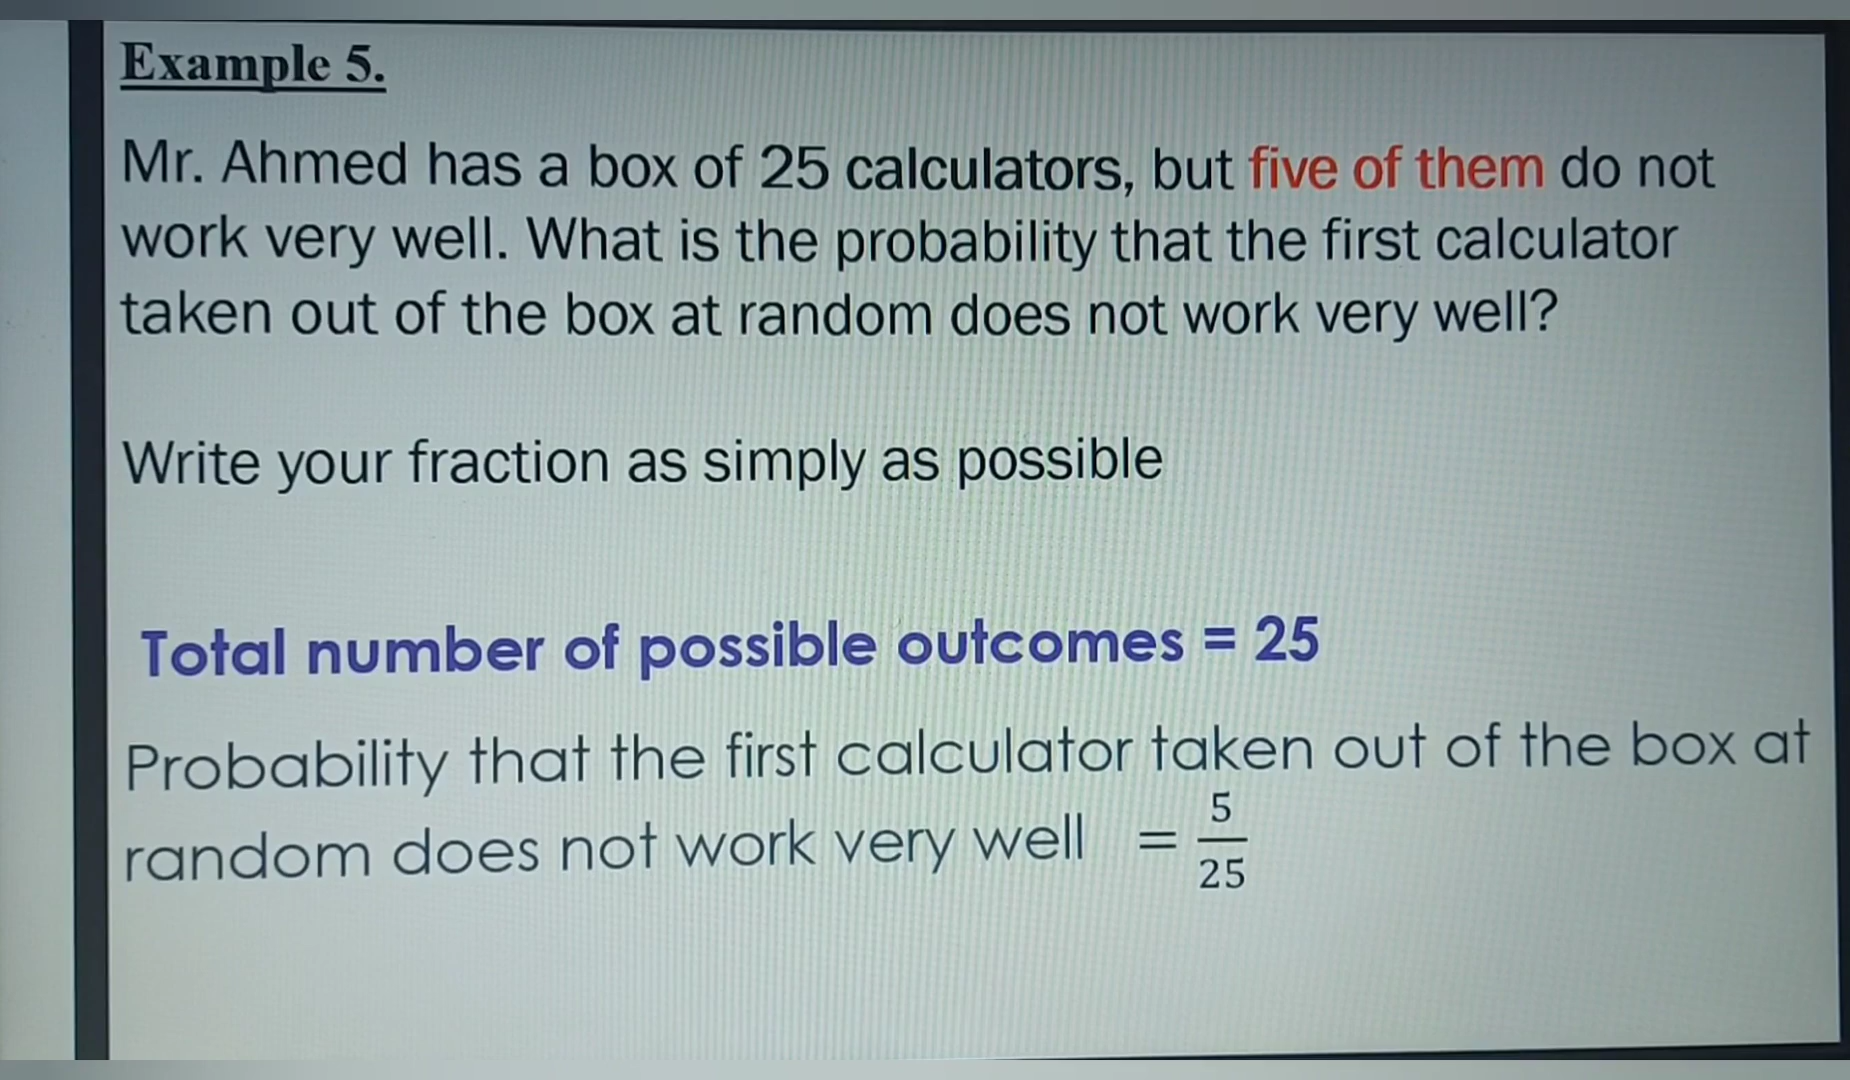 Example 5.
Mr. Ahmed has a box of 25 calculators, but five of them do not
work very well. What is the probability that the first calculator
taken out of the box at random does not work very well?
Write your fraction as simply as possible
Total number of possible outcomes = 25
Probability that the first calculator taken out of the box at
random does not work very well = 5/25